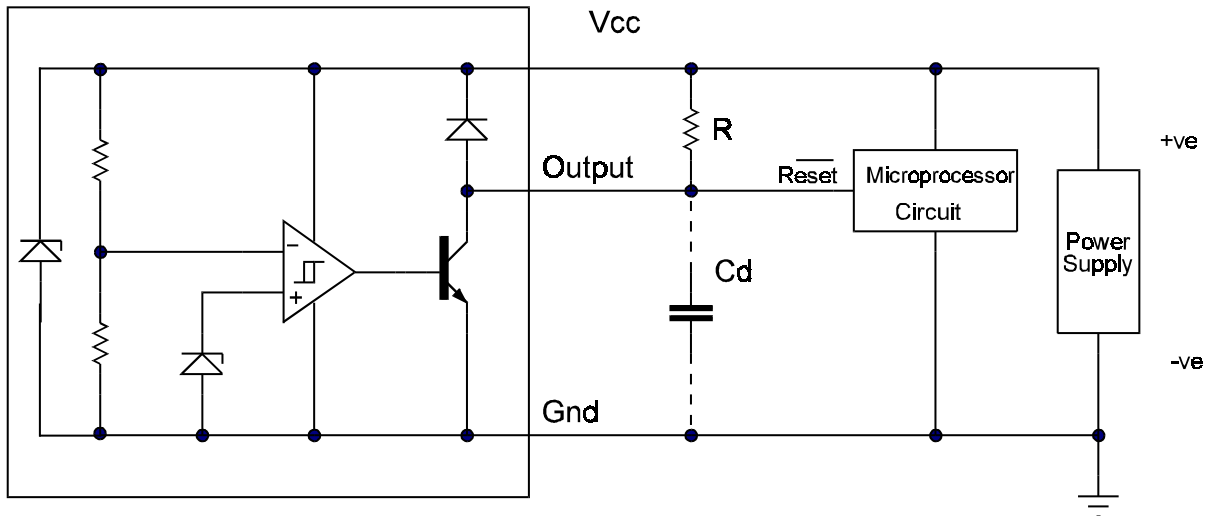 Vcc
R
+ve
Output
Reset
Microprocessor
Circuit
Power
Supply
−
+
Cd
-ve
Gnd